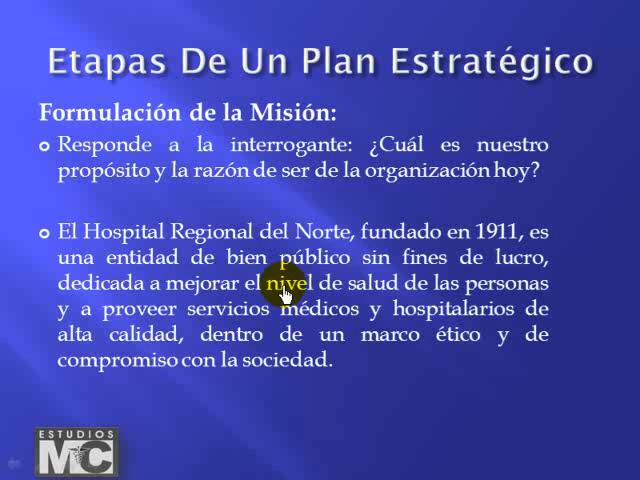 Etapas De Un Plan Estratégico
Formulación de la Misión:
Responde a la interrogante: ¿Cuál es nuestro
propósito y la razón de ser de la organización hoy?
El Hospital Regional del Norte, fundado en 1911, es
una entidad de bien público sin fines de lucro,
dedicada a mejorar el nivel de salud de las personas
y a proveer servicios médicos y hospitalarios de
alta calidad, dentro de un marco ético y de
compromiso con la sociedad.
ESTUDIOS
MC